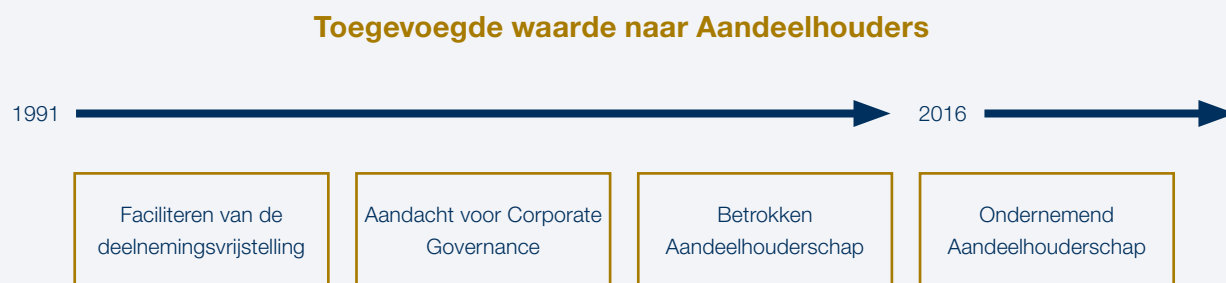 Toegevoegde waarde naar Aandeelhouders
1991
2016
Faciliteren van de
deelnemingsvrijstelling
Aandacht voor Corporate
Governance
Betrokken
Aandeelhouderschap
Ondernemend
Aandeelhouderschap